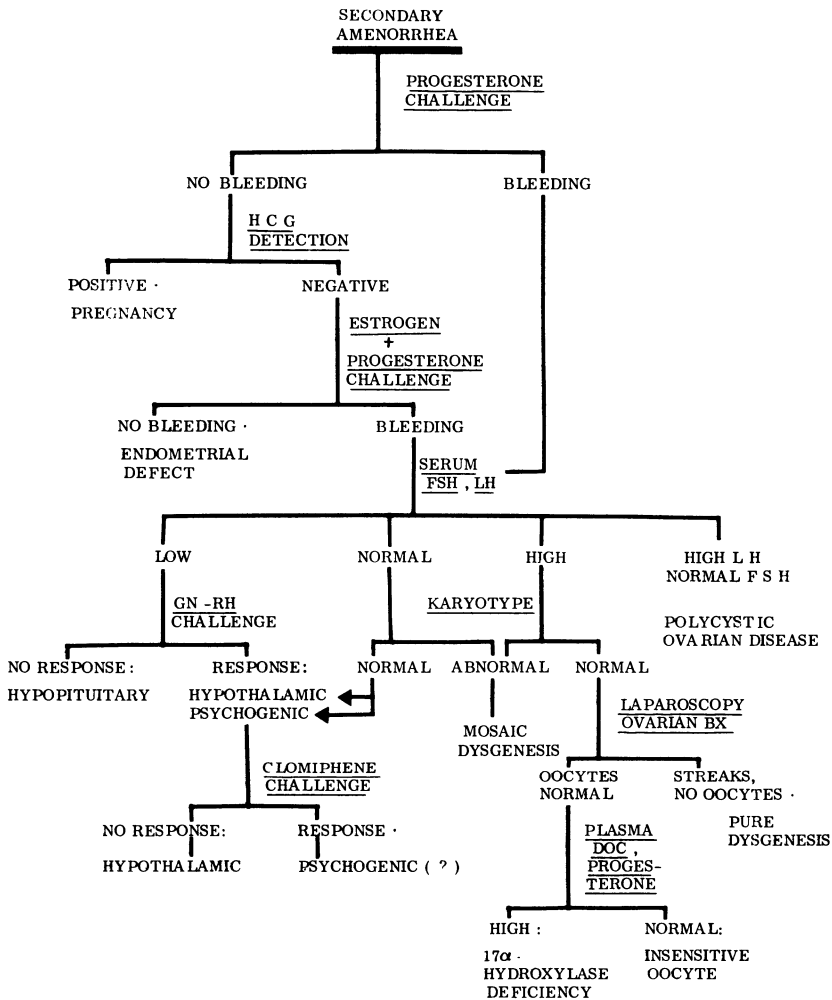 SECONDARY
AMENORRHEA
PROGESTERONE
CHALLENGE
NO BLEEDING
BLEEDING
H C G
DETECTION
POSITIVE ·
PREGNANCY
NEGATIVE
ESTROGEN
+
PROGESTERONE
CHALLENGE
NO BLEEDING ·
ENDOMETRIAL
DEFECT
BLEEDING
SERUM
FSH , LH
LOW
NORMAL
HIGH
HIGH L H
NORMAL F S H
POLYCYSTIC
OVARIAN DISEASE
GN -RH
CHALLENGE
KARYOTYPE
NO RESPONSE:
HYPOPITUITARY
RESPONSE:
HYPOTHALAMIC
PSYCHOGENIC
NORMAL
ABNORMAL
NORMAL
MOSAIC
DYSGENESIS
LAPAROSCOPY
OVARIAN BX
CLOMIPHENE
CHALLENGE
OOCYTES
NORMAL
STREAKS,
NO OOCYTES ·
PURE
DYSGENESIS
NO RESPONSE:
HYPOTHALAMIC
RESPONSE ·
PSYCHOGENIC ( ? )
PLASMA
DOC ,
PROGES-
TERONE
HIGH :
17α ·
HYDROXYLASE
DEFICIENCY
NORMAL:
INSENSITIVE
OOCYTE